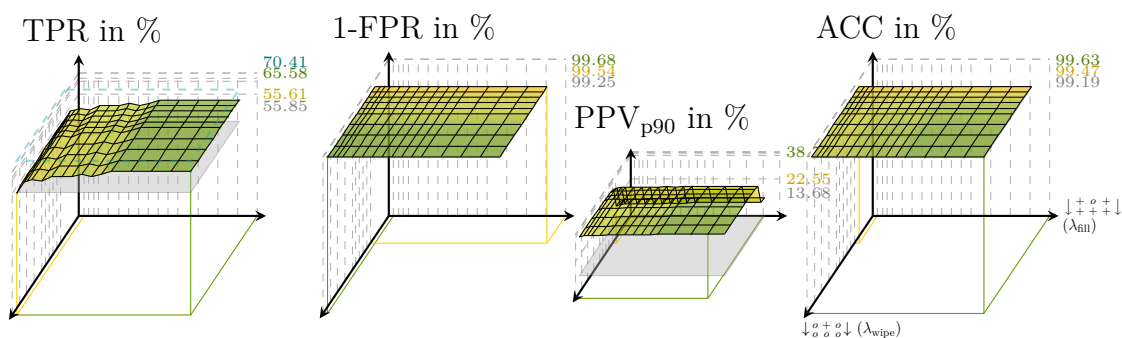 TPR in %
70.41
65.58
55.61
55.85
1-FPR in %
99.68
99.54
99.25
PPV_p90 in %
38
22.55
13.68
ACC in %
99.63
99.47
99.19
↓ + o + ↓
↓ + + + ↓
(λ_fill)
↓ o + o ↓ (λ_wipe)
↓ o o o ↓